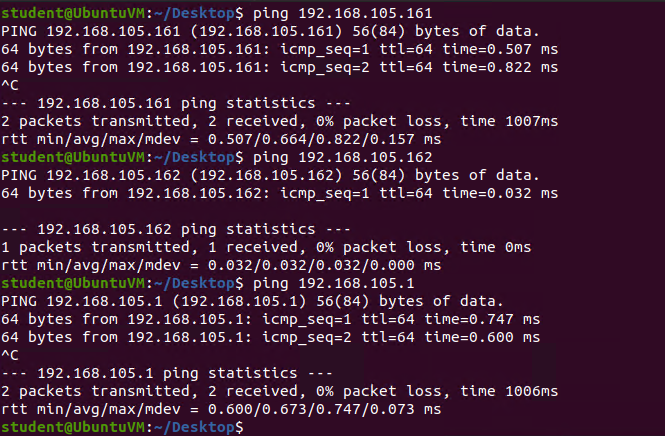 student@UbuntuVM:~/Desktop$ ping 192.168.105.161
PING 192.168.105.161 (192.168.105.161) 56(84) bytes of data.
64 bytes from 192.168.105.161: icmp_seq=1 ttl=64 time=0.507 ms
64 bytes from 192.168.105.161: icmp_seq=2 ttl=64 time=0.822 ms
^C
--- 192.168.105.161 ping statistics ---
2 packets transmitted, 2 received, 0% packet loss, time 1007ms
rtt min/avg/max/mdev = 0.507/0.664/0.822/0.157 ms
student@UbuntuVM:~/Desktop$ ping 192.168.105.162
PING 192.168.105.162 (192.168.105.162) 56(84) bytes of data.
64 bytes from 192.168.105.162: icmp_seq=1 ttl=64 time=0.032 ms

--- 192.168.105.162 ping statistics ---
1 packets transmitted, 1 received, 0% packet loss, time 0ms
rtt min/avg/max/mdev = 0.032/0.032/0.032/0.000 ms
student@UbuntuVM:~/Desktop$ ping 192.168.105.1
PING 192.168.105.1 (192.168.105.1) 56(84) bytes of data.
64 bytes from 192.168.105.1: icmp_seq=1 ttl=64 time=0.747 ms
64 bytes from 192.168.105.1: icmp_seq=2 ttl=64 time=0.600 ms
^C
--- 192.168.105.1 ping statistics ---
2 packets transmitted, 2 received, 0% packet loss, time 1006ms
rtt min/avg/max/mdev = 0.600/0.673/0.747/0.073 ms
student@UbuntuVM:~/Desktop$